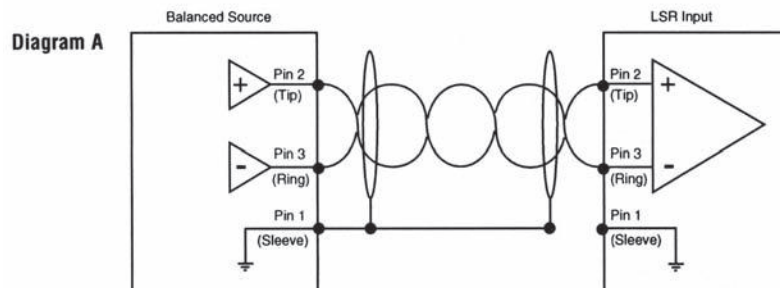 Diagram A
Balanced Source
LSR Input
Pin 2
(Tip)
+
Pin 3
(Ring)
-
Pin 1
(Sleeve)
Pin 2
(Tip)
+
Pin 3
(Ring)
-
Pin 1
(Sleeve)